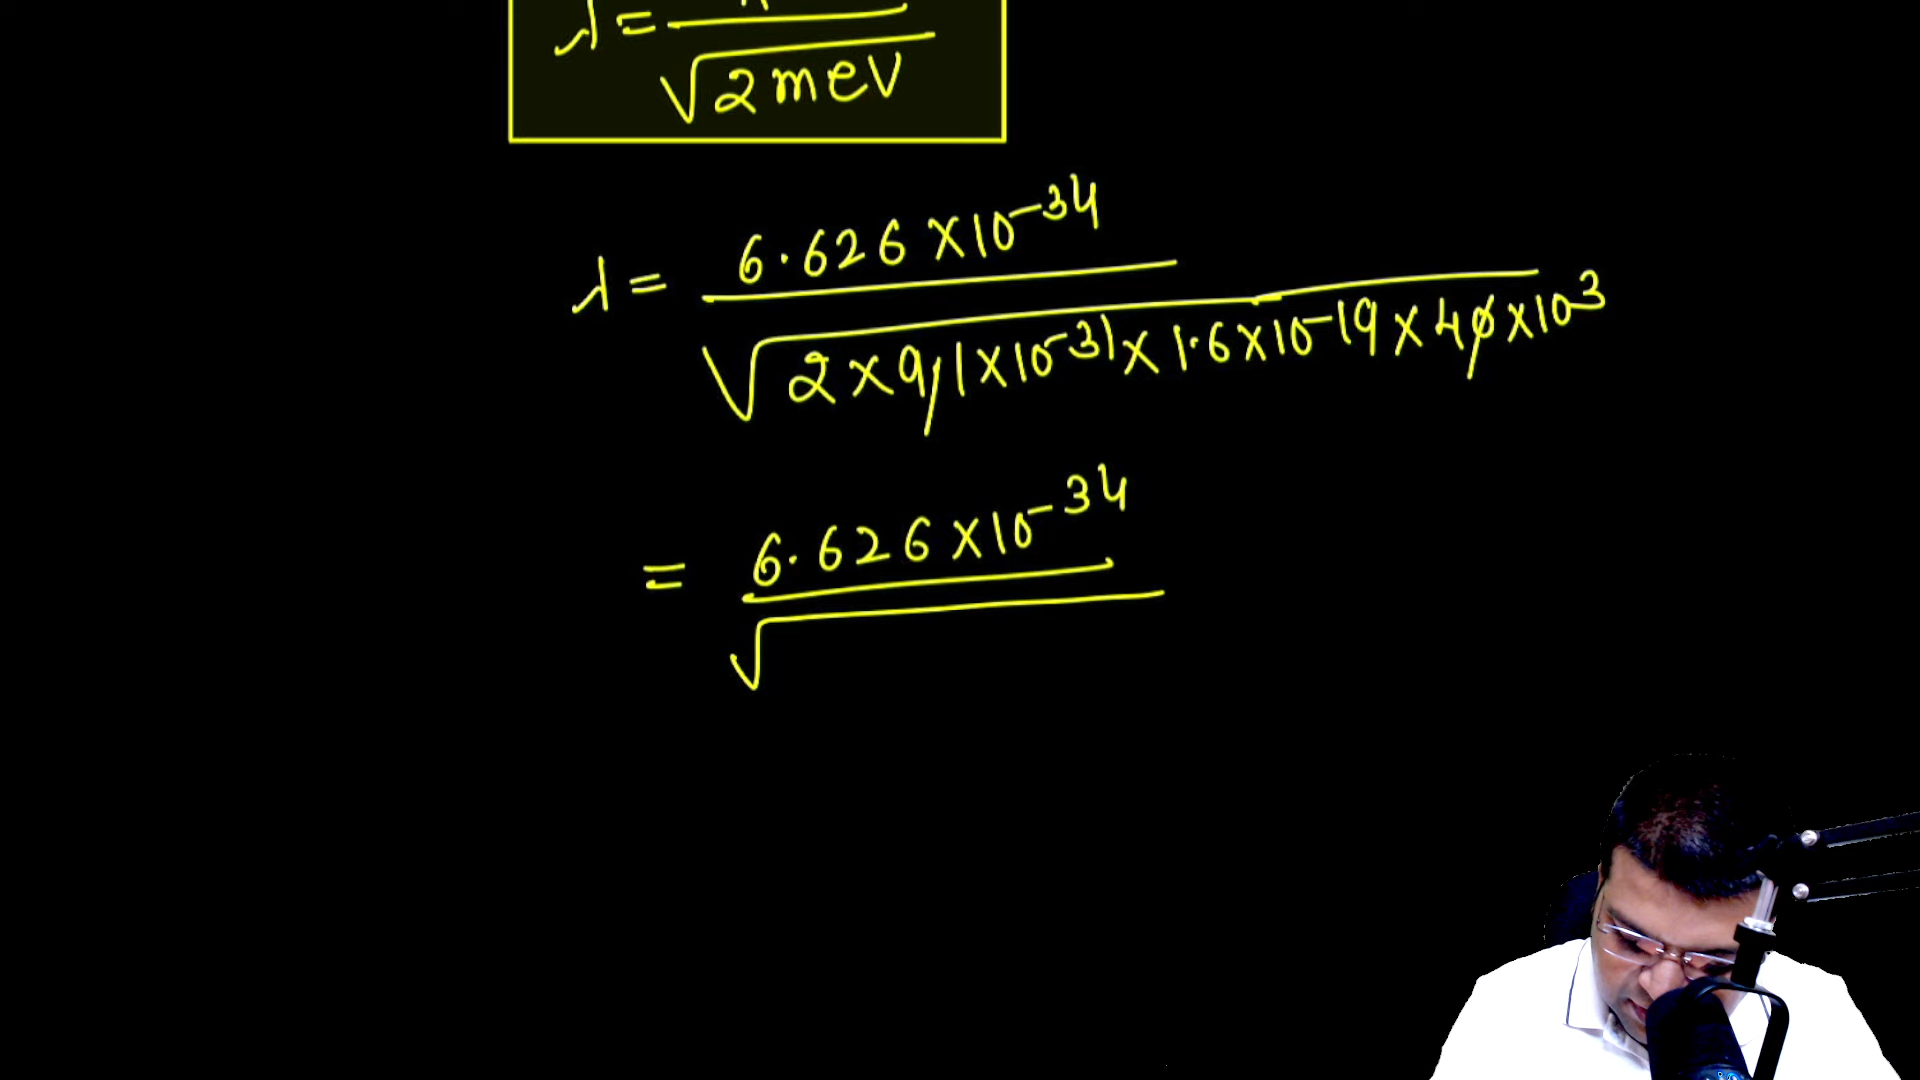 λ = h
√2meV
λ = 6.626 × 10⁻³⁴
√2 × 9.1 × 10⁻³¹ × 1.6 × 10⁻¹⁹ × 40 × 10³
= 6.626 × 10⁻³⁴
√